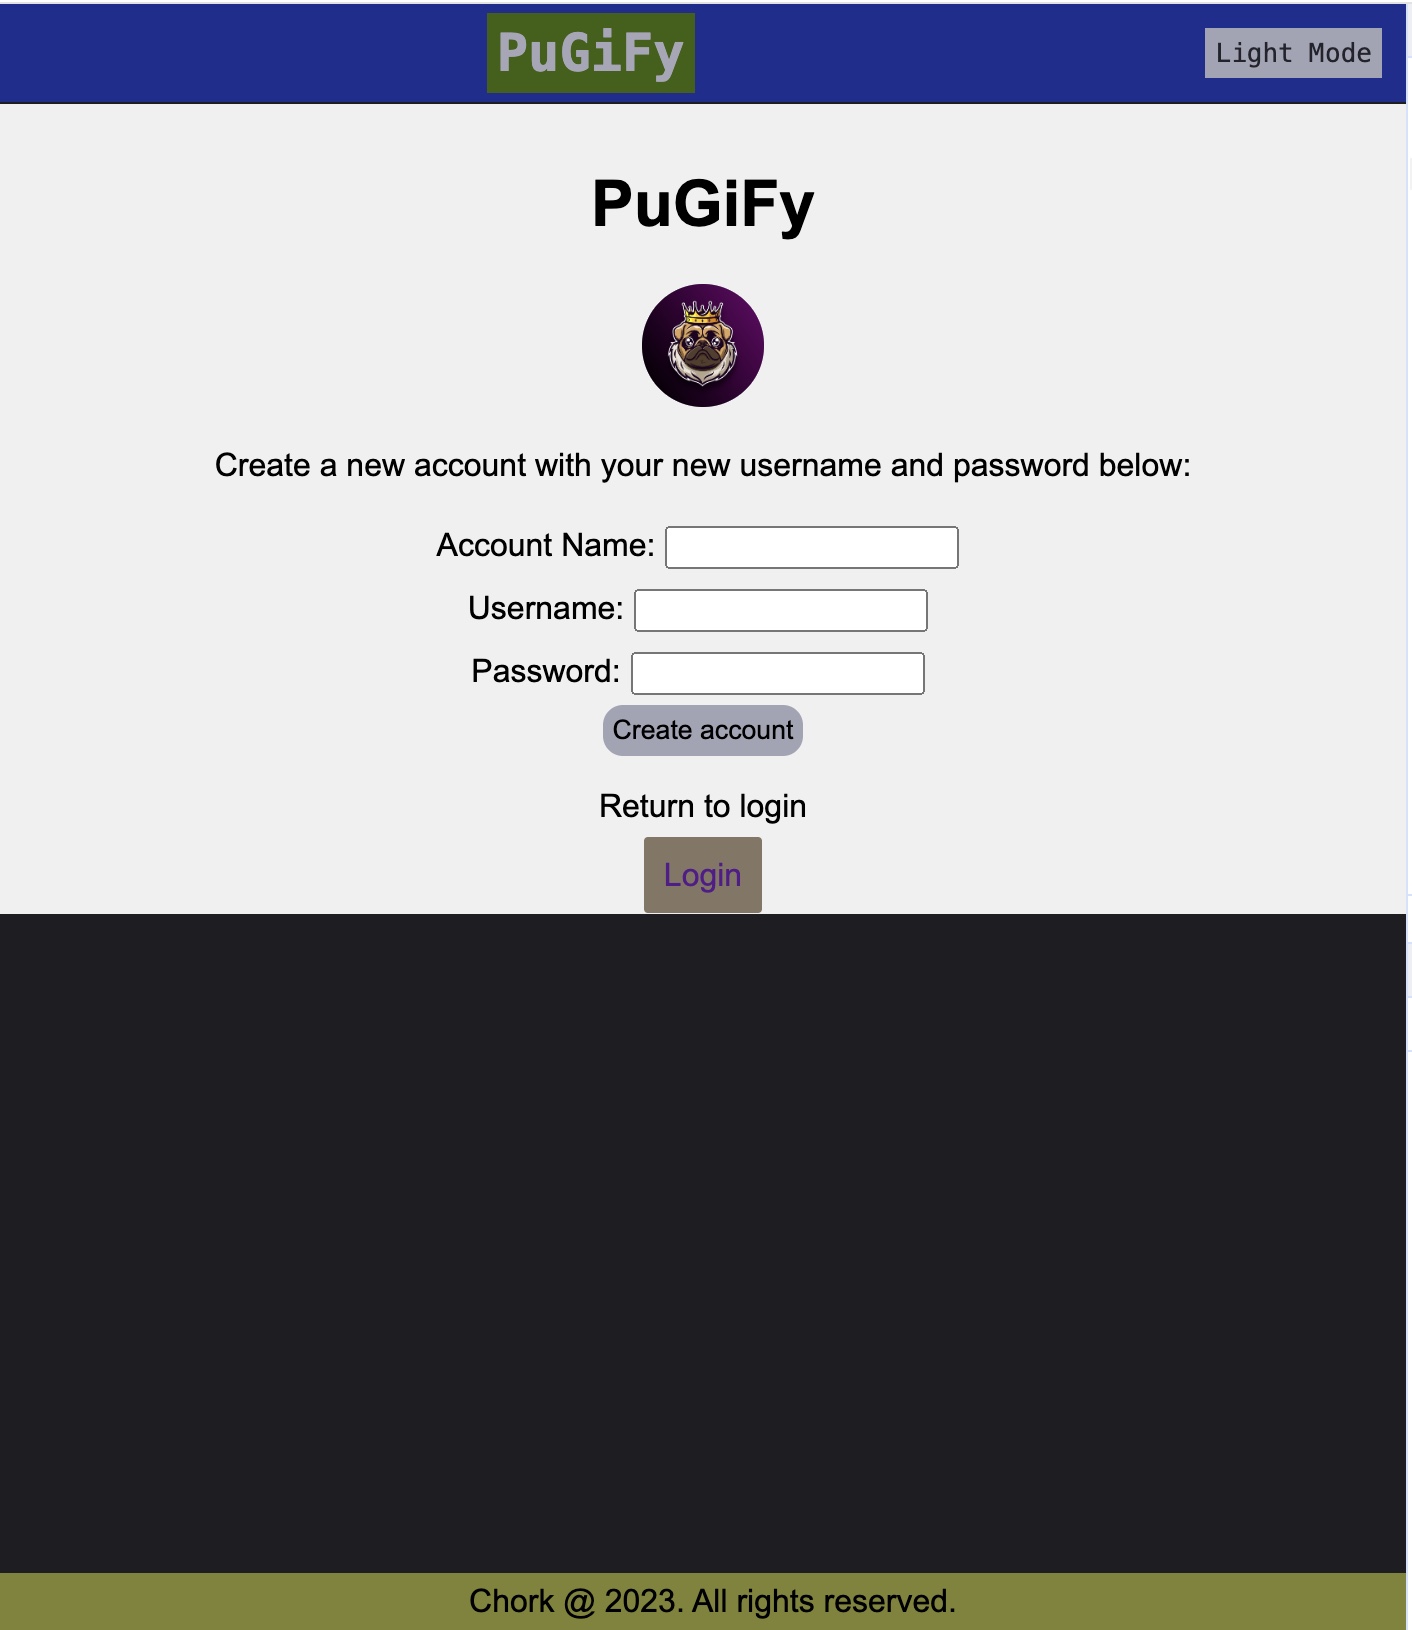 PuGiFy
Light Mode
PuGiFy
Create a new account with your new username and password below:
Account Name:
Username:
Password:
Create account
Return to login
Login
Chork @ 2023. All rights reserved.